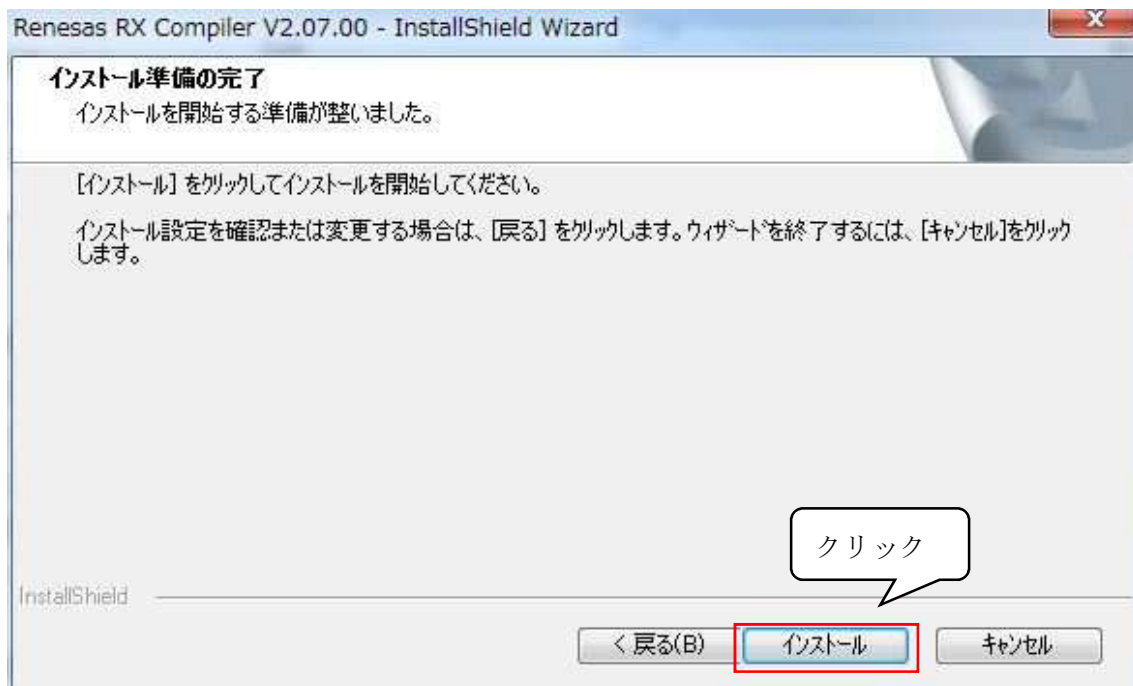 Renesas RX Compiler V2.07.00 - InstallShield Wizard
インストール準備の完了
インストールを開始する準備が整いました。
[インストール] をクリックしてインストールを開始してください。
インストール設定を確認または変更する場合は、[戻る] をクリックします。ウィザードを終了するには、[キャンセル]をクリック
します。
クリック
InstallShield
< 戻る(B)
インストール
キャンセル